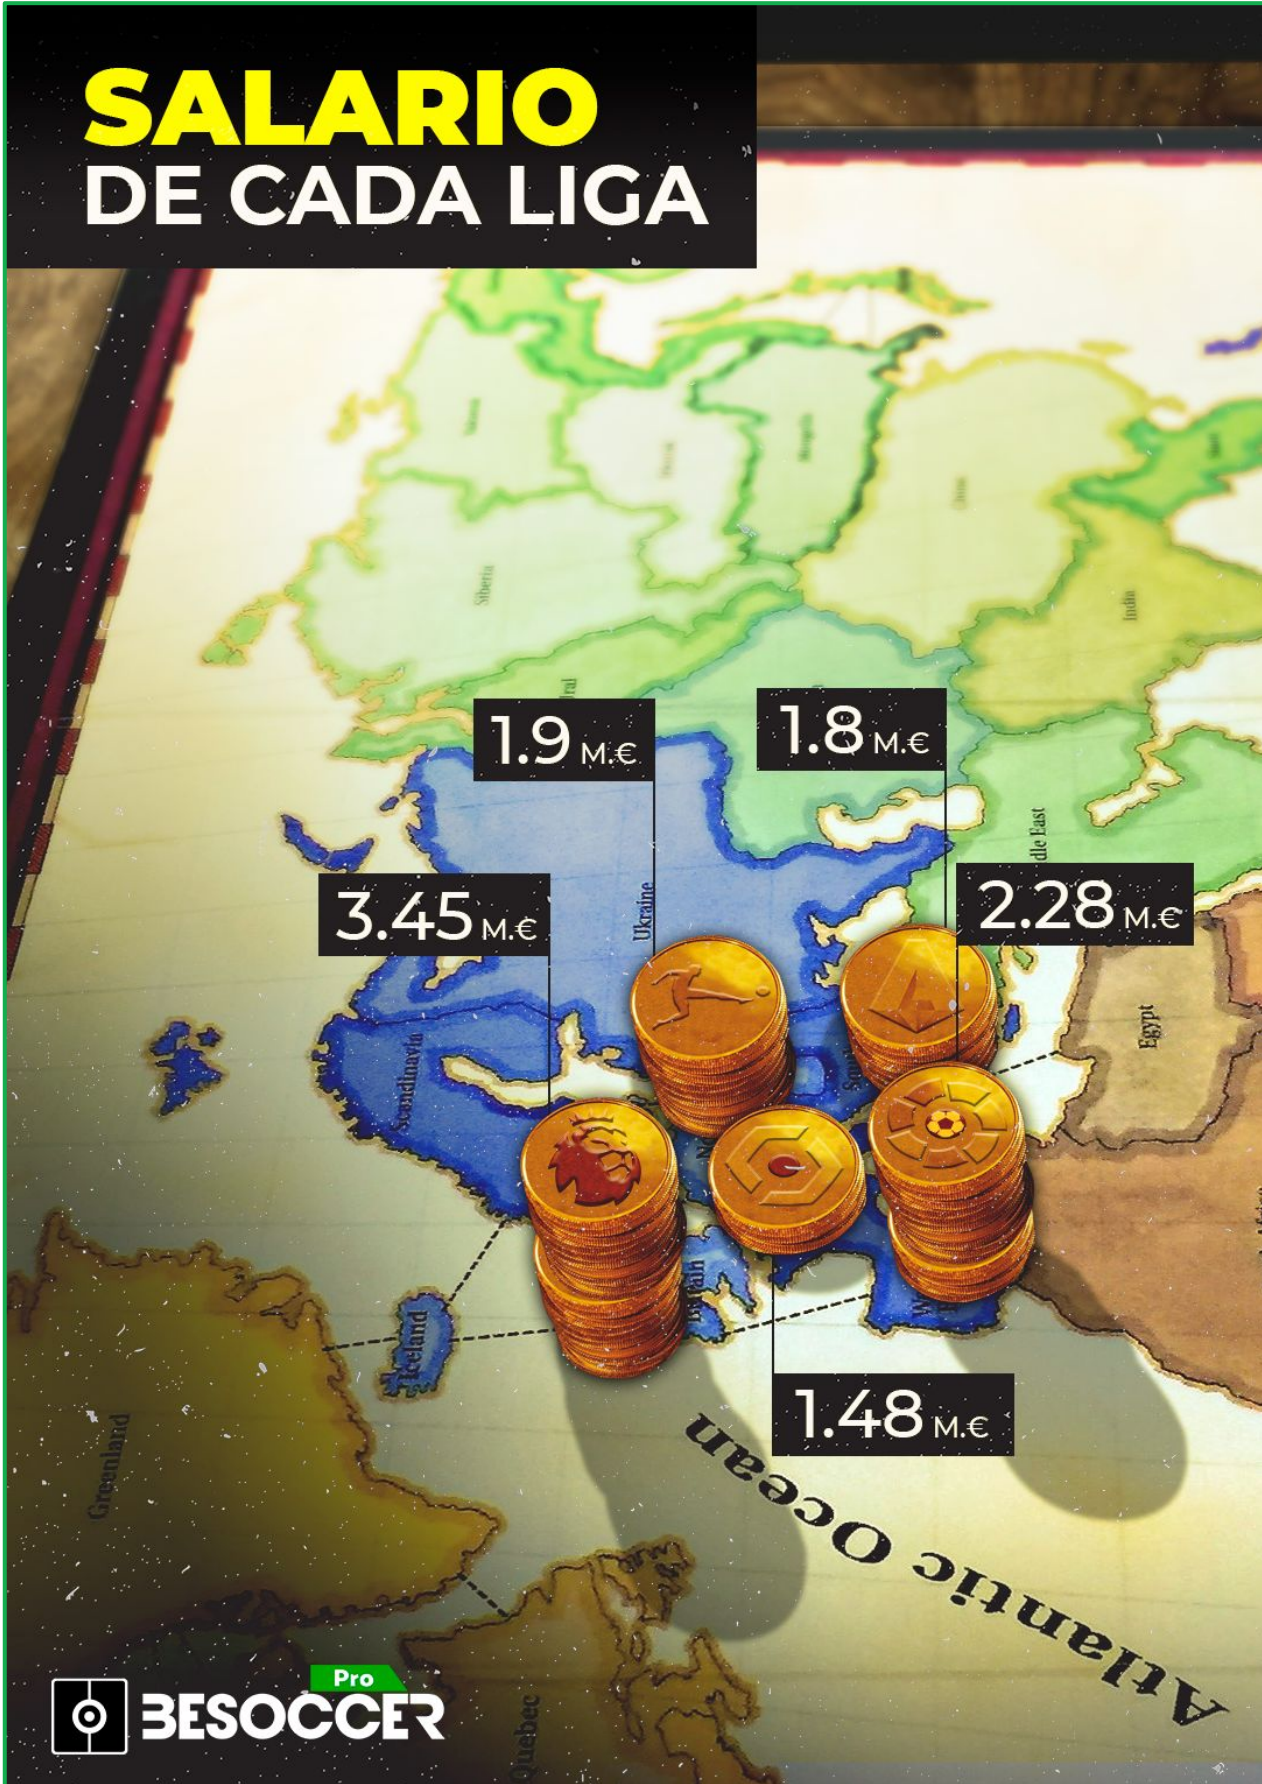 SALARIO
DE CADA LIGA
Siberia
India
1.9 M.€
1.8 M.€
dle East
3.45 M.€
Ukraine
2.28 M.€
Egypt
Scandinavia
Iceland
1.48 M.€
Greenland
Atlantic Ocean
Pro
BESOCCER
Quebec